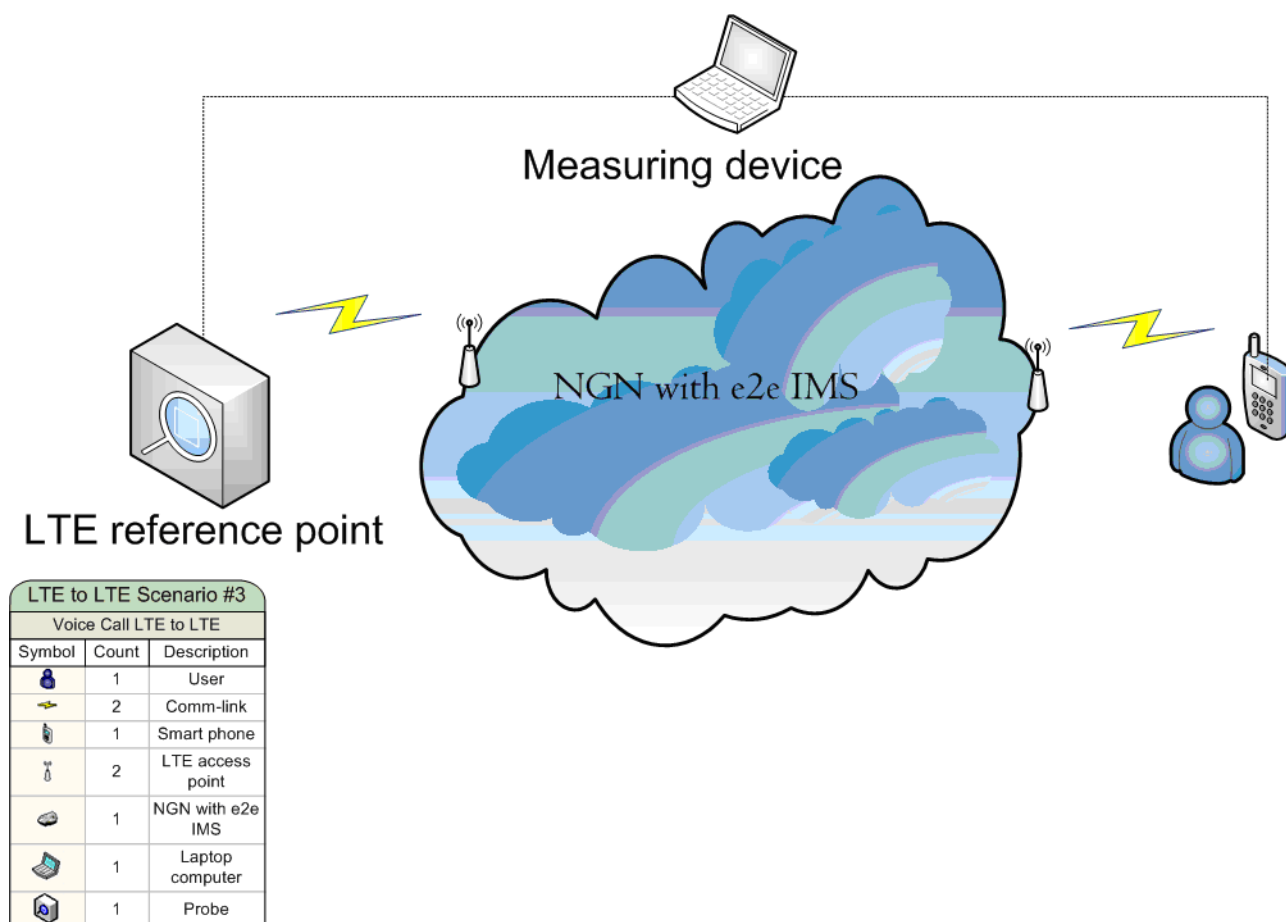 Measuring device
NGN with e2e IMS
LTE reference point
LTE to LTE Scenario #3
Voice Call LTE to LTE
Symbol Count Description
1 User
2 Comm-link
1 Smart phone
2 LTE access
point
1 NGN with e2e
IMS
1 Laptop
computer
1 Probe